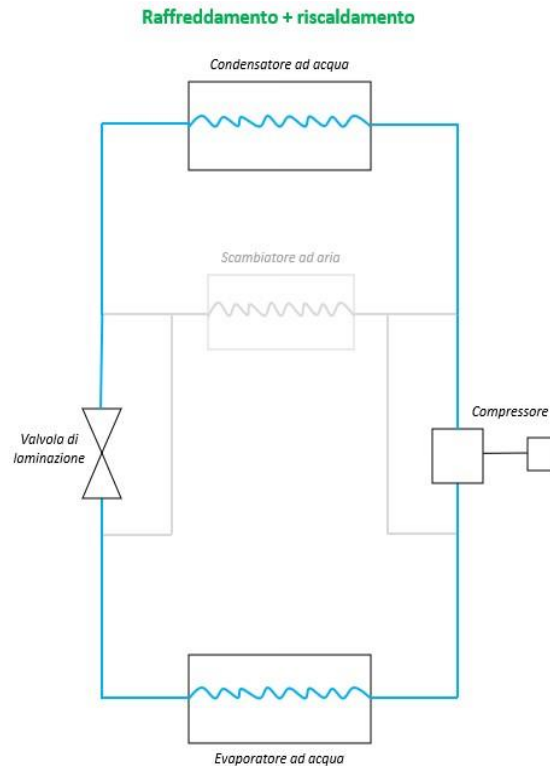 Raffreddamento + riscaldamento
Condensatore ad acqua
Scambiatore ad aria
Compressore
Valvola di
laminazione
Evaporatore ad acqua